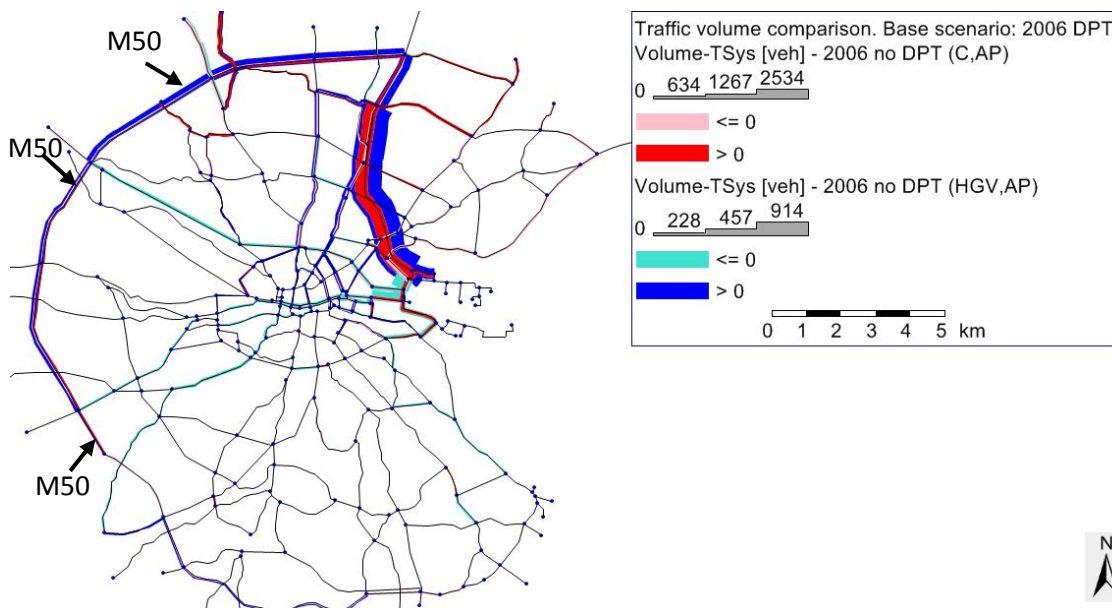 M50
M50
M50
Traffic volume comparison. Base scenario: 2006 DPT
Volume-TSys [veh] - 2006 no DPT (C,AP)
0 634 1267 2534
<= 0
> 0
Volume-TSys [veh] - 2006 no DPT (HGV,AP)
0 228 457 914
<= 0
> 0
0 1 2 3 4 5 km
N